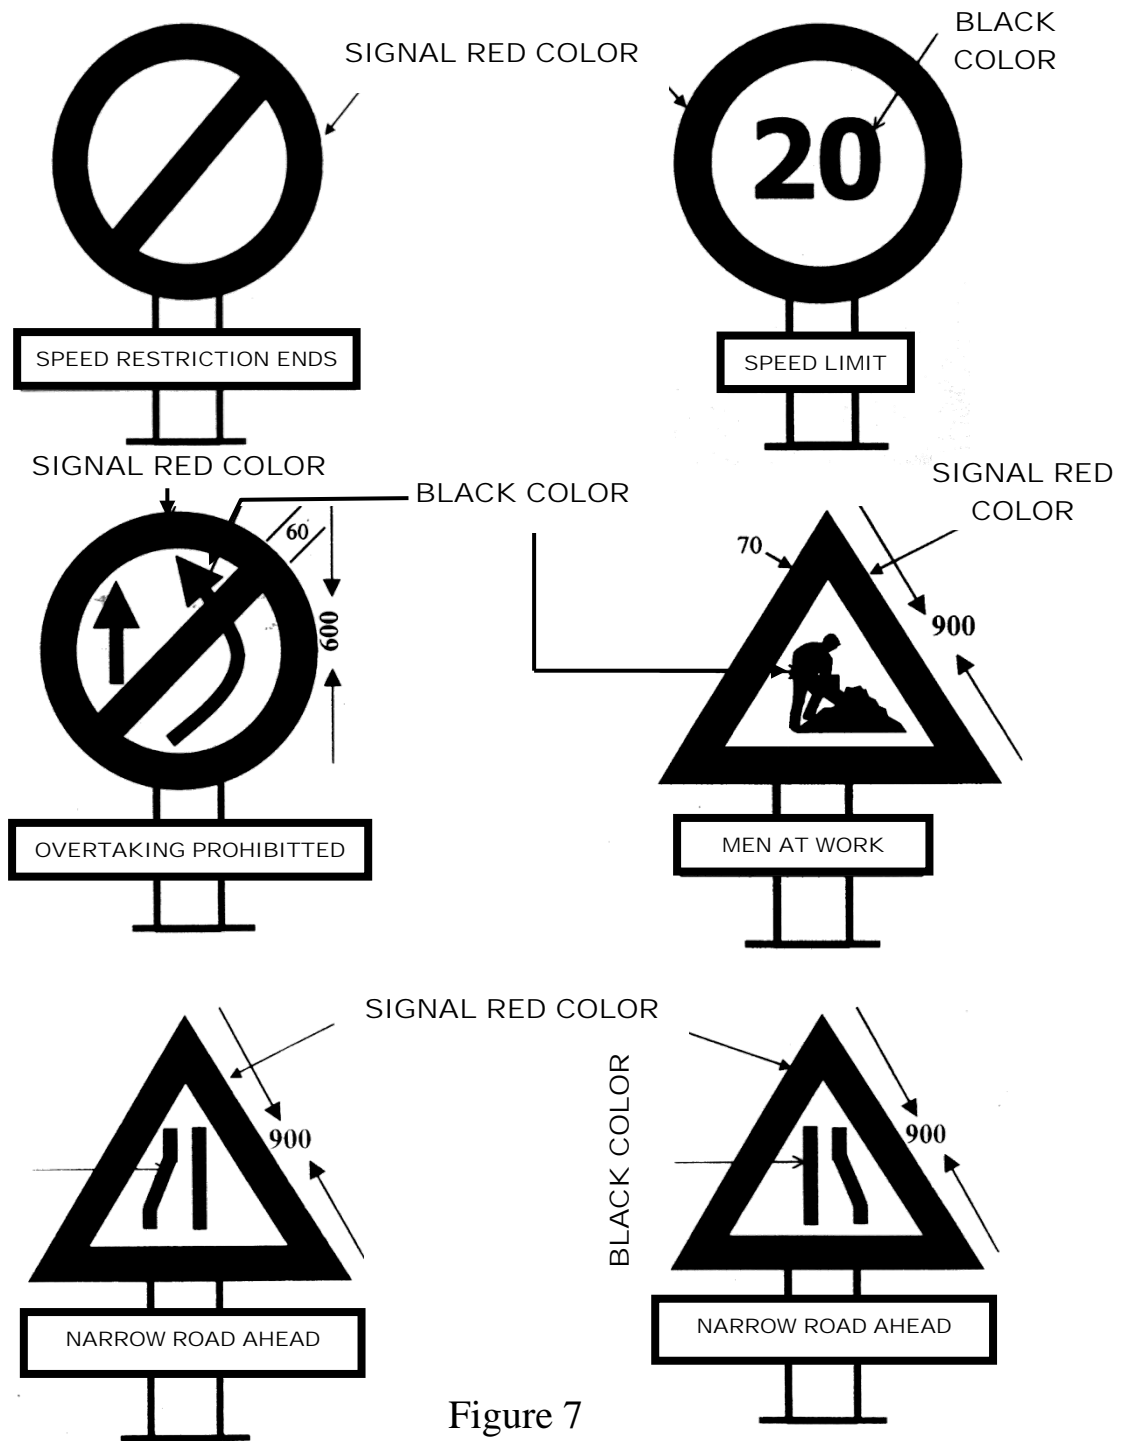 SIGNAL RED COLOR
BLACK
COLOR
20
SPEED RESTRICTION ENDS
SPEED LIMIT
SIGNAL RED COLOR
BLACK COLOR
SIGNAL RED
COLOR
60
600
70
900
OVERTAKING PROHIBITTED
MEN AT WORK
SIGNAL RED COLOR
BLACK COLOR
900
900
NARROW ROAD AHEAD
NARROW ROAD AHEAD
Figure 7